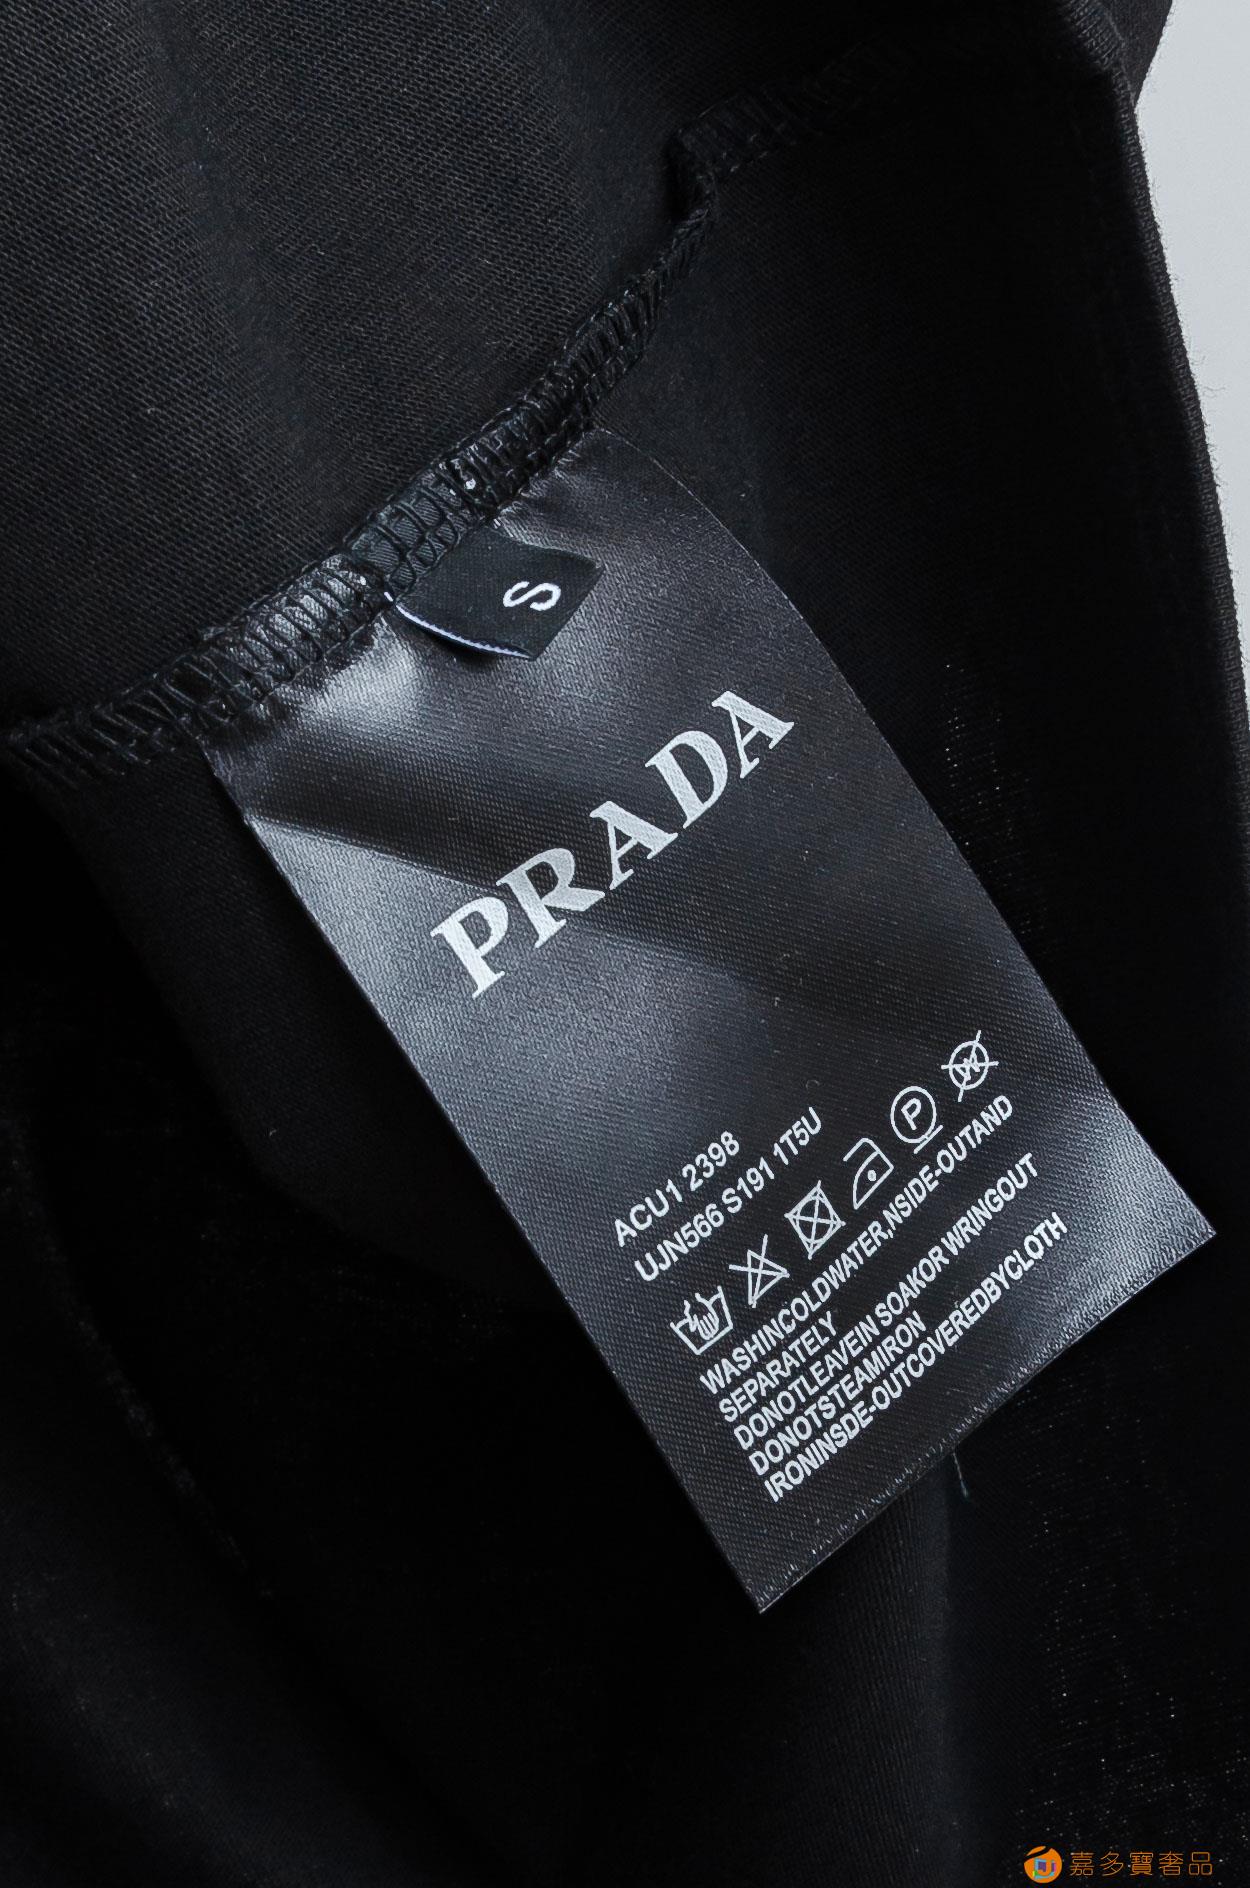 S
PRADA
ACU1 2398
UJN566 S191 1T5U
P
WASHINCOLDWATER,NSIDE-OUTAND
SEPARATELY
DONOTLEAVEIN SOAKOR WRINGOUT
DONOTSTEAMIRON
IRONINSDE-OUTCOVEREDBYCLOTH
嘉多寶奢品